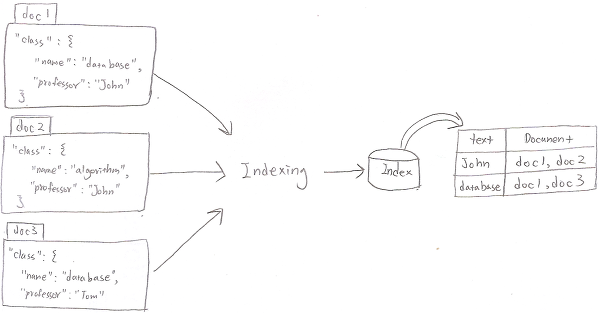 doc1
"class" : {
"name" : "database",
"professor" : "John"
}
doc2
"class" : {
"name" : "algorithm",
"professor" : "John"
}
doc3
"class" : {
"name" : "database",
"professor" : "Tom"
Indexing
Index
text Document
John doc1, doc2
database doc1, doc3